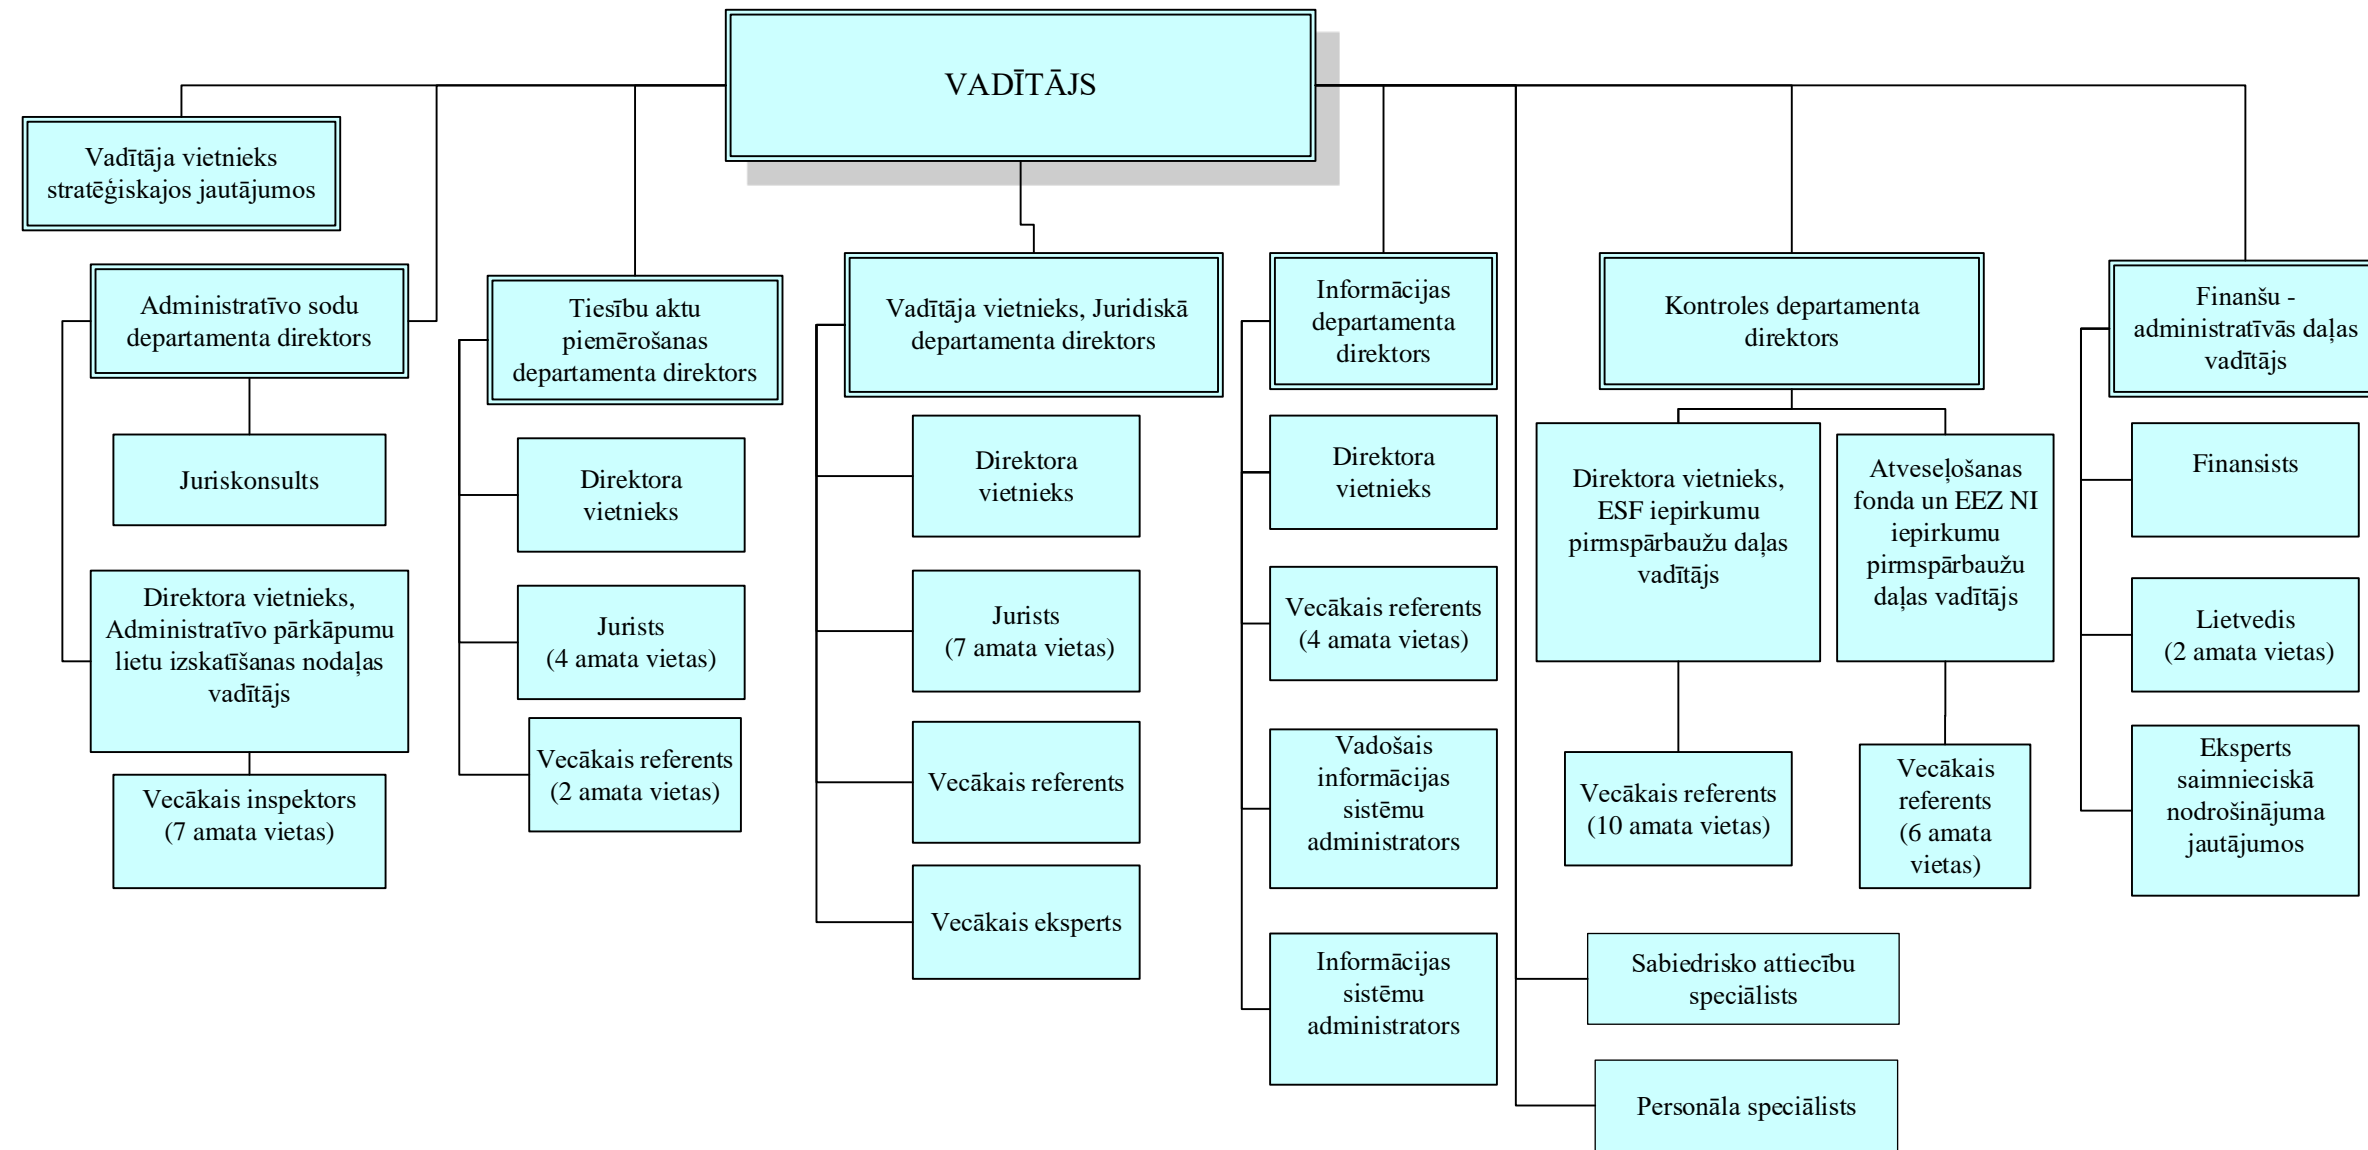 VADĪTĀJS
Vadītāja vietnieks
stratēģiskajos jautājumos
Administratīvo sodu
departamenta direktors
Juriskonsults
Direktora vietnieks,
Administratīvo pārkāpumu
lietu izskatīšanas nodaļas
vadītājs
Vecākais inspektors
(7 amata vietas)
Tiesību aktu
piemērošanas
departamenta direktors
Direktora
vietnieks
Jurists
(4 amata vietas)
Vecākais referents
(2 amata vietas)
Vadītāja vietnieks, Juridiskā
departamenta direktors
Direktora
vietnieks
Jurists
(7 amata vietas)
Vecākais referents
Vecākais eksperts
Informācijas
departamenta
direktors
Direktora
vietnieks
Vecākais referents
(4 amata vietas)
Vadošais
informācijas
sistēmu
administrators
Informācijas
sistēmu
administrators
Kontroles departamenta
direktors
Direktora vietnieks,
ESF iepirkumu
pirmspārbaužu daļas
vadītājs
Vecākais referents
(10 amata vietas)
Atveseļošanas
fonda un EEZ NI
iepirkumu
pirmspārbaužu
daļas vadītājs
Vecākais
referents
(6 amata
vietas)
Sabiedrisko attiecību
speciālists
Personāla speciālists
Finanšu -
administratīvās daļas
vadītājs
Finansists
Lietvedis
(2 amata vietas)
Eksperts
saimnieciskā
nodrošinājuma
jautājumos